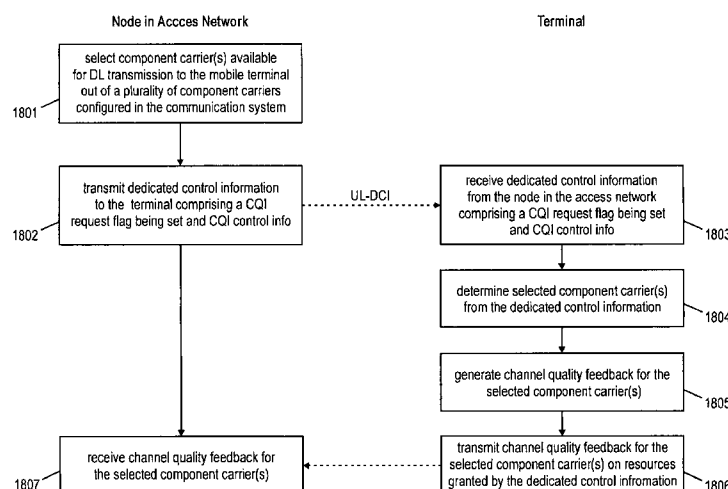 Node in Accces Network
Terminal
select component carrier(s) available
for DL transmission to the mobile terminal
out of a plurality of component carriers
configured in the communication system
1801
transmit dedicated control information
to the terminal comprising a CQI
request flag being set and CQI control info
1802
UL-DCI
receive dedicated control information
from the node in the access network
comprising a CQI request flag being set
and CQI control info
1803
determine selected component carrier(s)
from the dedicated control information
1804
generate channel quality feedback for the
selected component carrier(s)
1805
receive channel quality feedback for
the selected component carrier(s)
1807
transmit channel quality feedback for the
selected component carrier(s) on resources
granted by the dedicated control infromation
1806